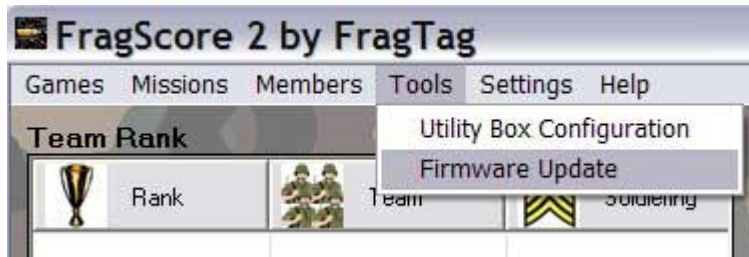 FragScore 2 by FragTag
Games Missions Members Tools Settings Help
Utility Box Configuration
Team Rank
Firmware Update
Rank Team Soldiering